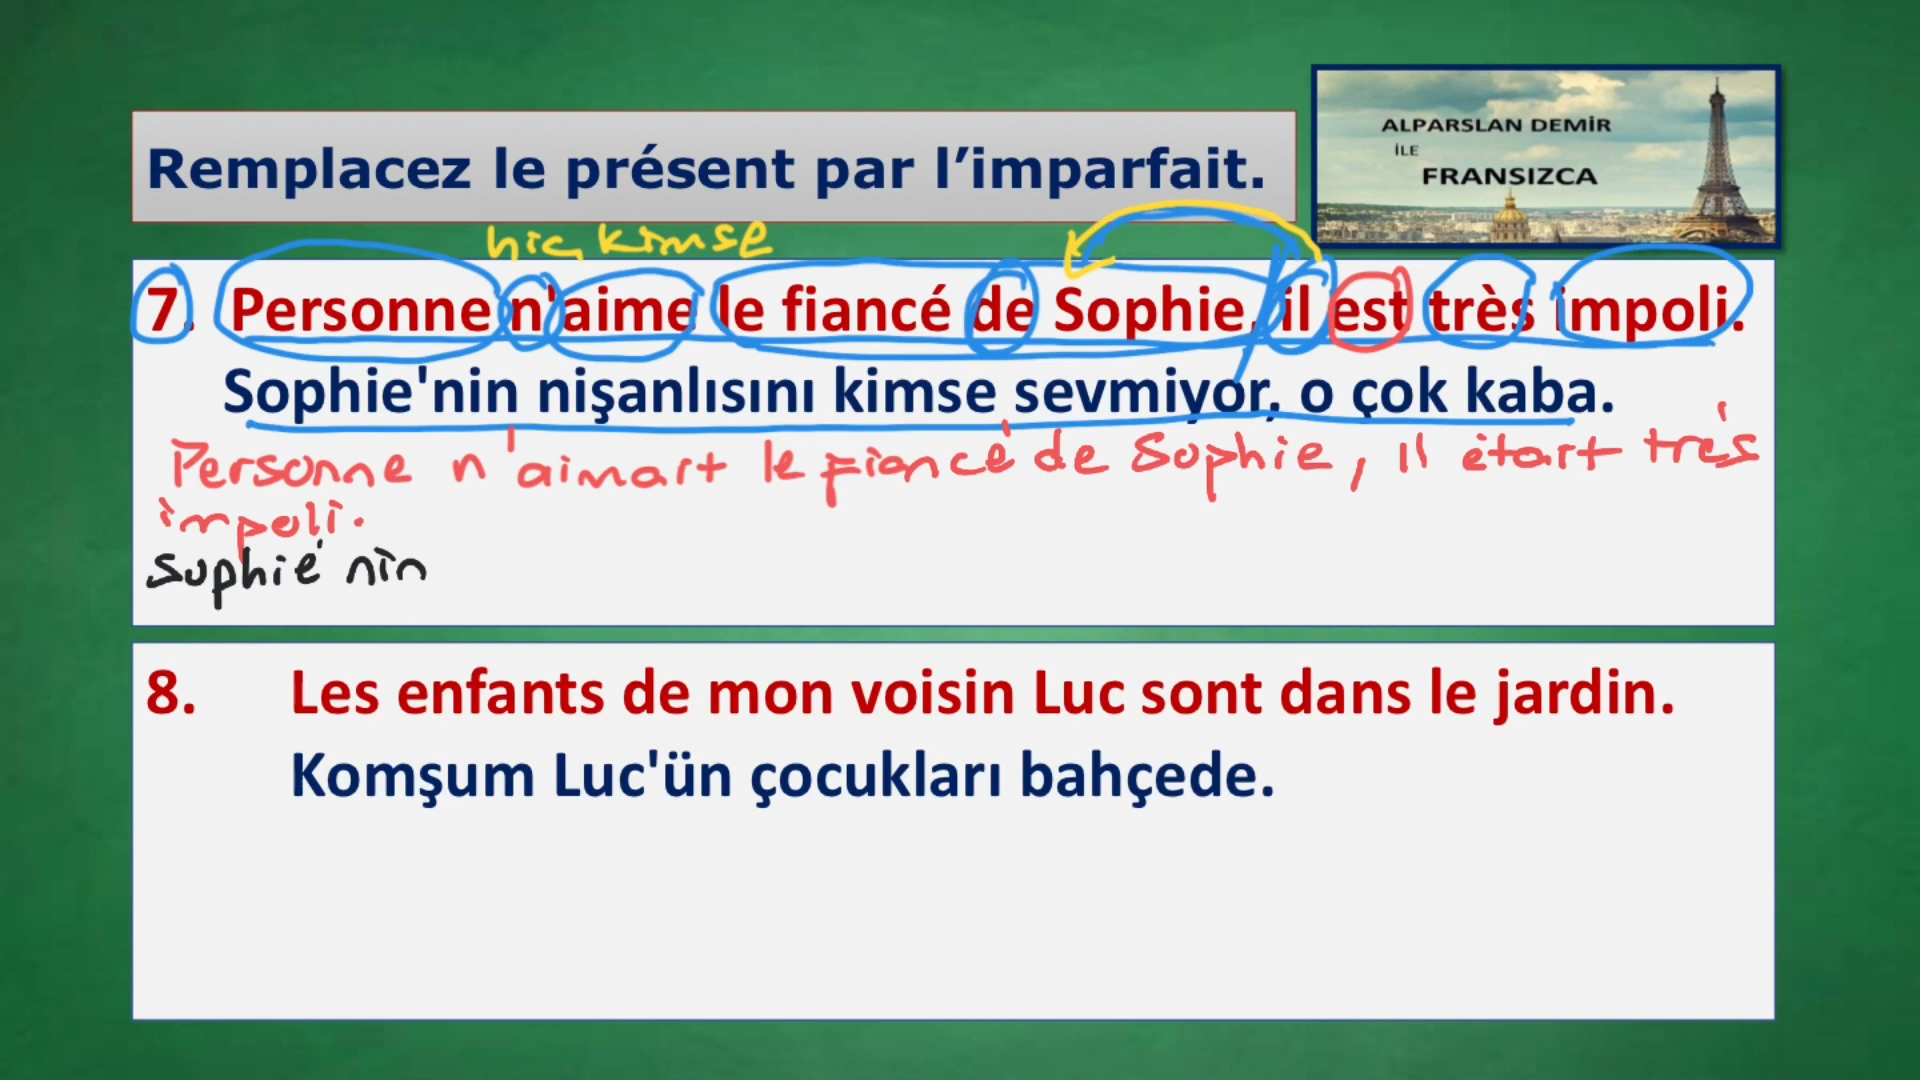 Remplacez le présent par l’imparfait.
ALPARSLAN DEMİR
İLE
FRANSIZCA
hiç kimse
7. Personne n'aime le fiancé de Sophie, il est très impoli.
Sophie'nin nişanlısını kimse sevmiyor, o çok kaba.
Personne n'aimait le fiancé de Sophie, il était très
impoli.
Sophie'nin
8. Les enfants de mon voisin Luc sont dans le jardin.
Komşum Luc'ün çocukları bahçede.